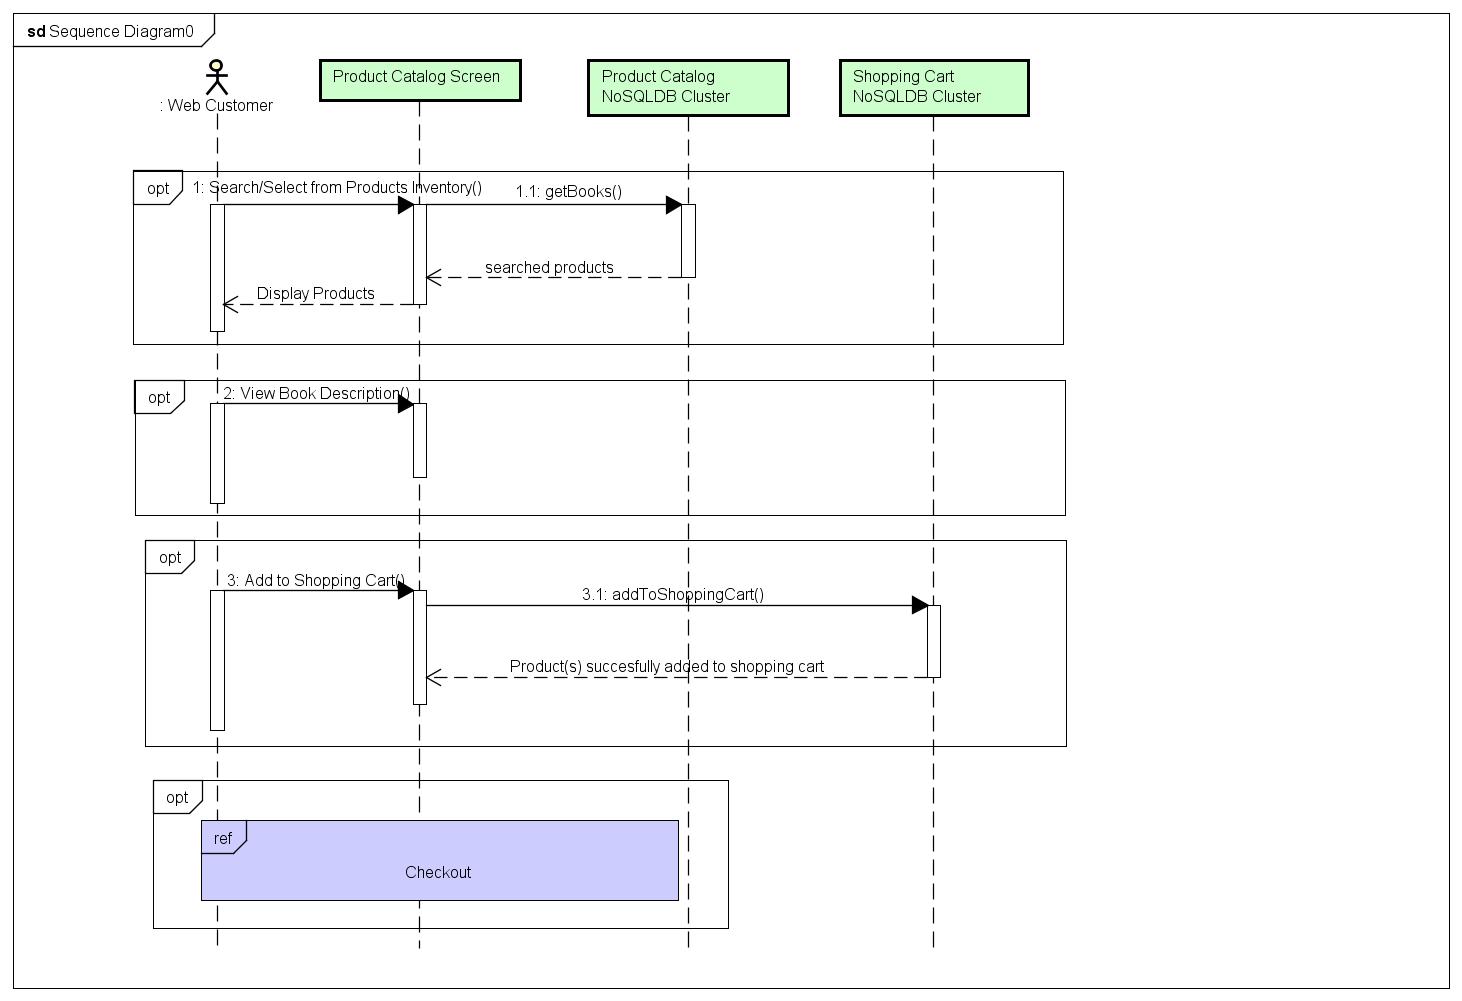 sd Sequence Diagram0
: Web Customer
Product Catalog Screen
Product Catalog
NoSQLDB Cluster
Shopping Cart
NoSQLDB Cluster
opt
1: Search/Select from Products Inventory()
1.1: getBooks()
searched products
Display Products
opt
2: View Book Description()
opt
3: Add to Shopping Cart()
3.1: addToShoppingCart()
Product(s) succesfully added to shopping cart
opt
ref
Checkout